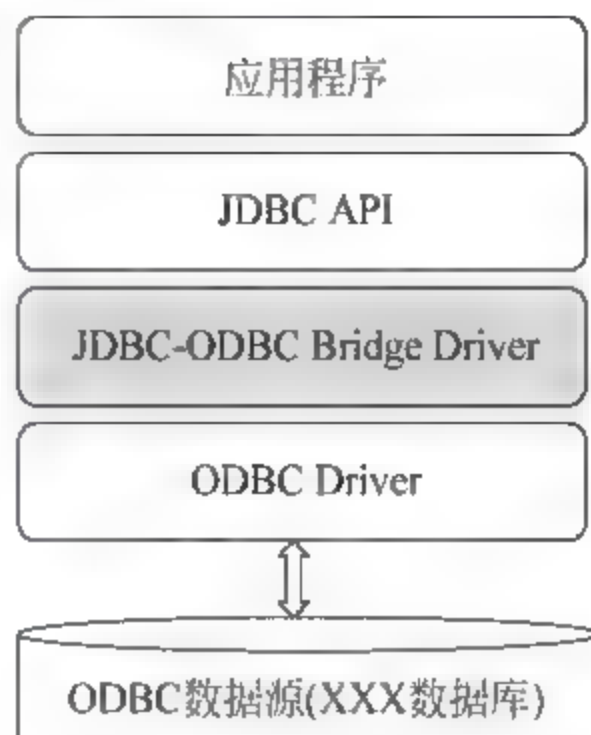 应用程序
JDBC API
JDBC-ODBC Bridge Driver
ODBC Driver
ODBC数据源(XXX数据库)